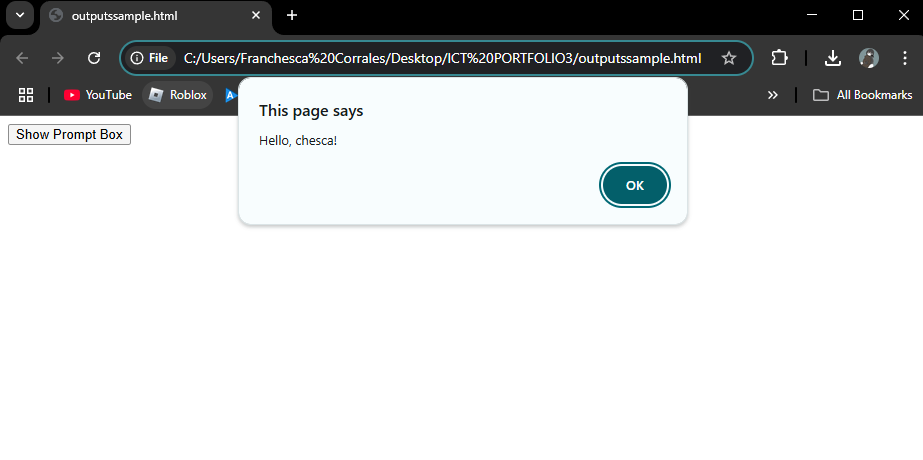 outputssample.html
File
C:/Users/Franchesca%20Corrales/Desktop/ICT%20PORTFOLIO3/outputssample.html
YouTube
Roblox
All Bookmarks
Show Prompt Box
This page says
Hello, chesca!
OK